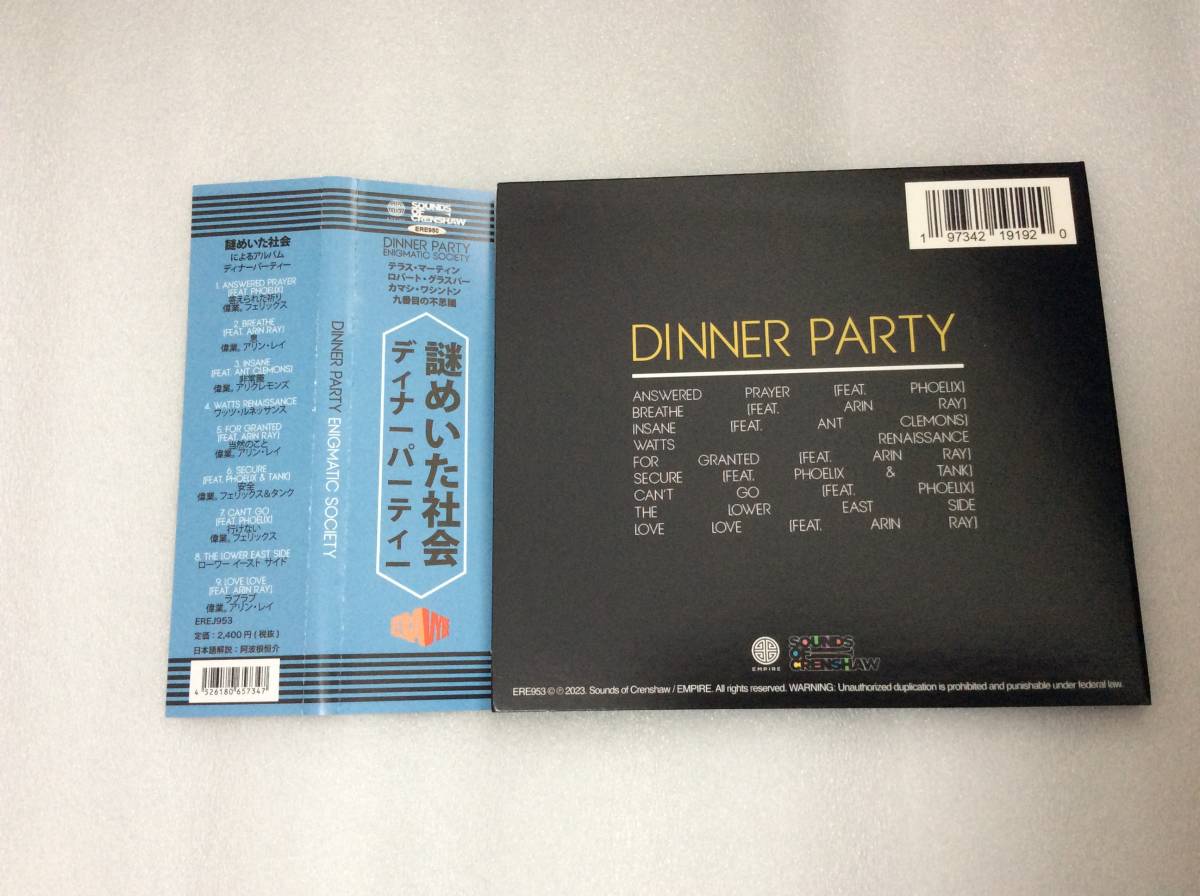 謎めいた社会
によるアルバム
ディナーパーティー
1. ANSWERED PRAYER
[FEAT. PHOELIX]
答えられた祈り
偉業。フェリックス
2. BREATHE
[FEAT. ARIN RAY]
息
偉業。アリン・レイ
3. INSANE
[FEAT. ANT CLEMONS]
非常識
偉業。アリクレモンズ
4. WATTS RENAISSANCE
ワッツ・ルネッサンス
5. FOR GRANTED
[FEAT. ARIN RAY]
当然のこと
偉業。アリン・レイ
6. SECURE
[FEAT. PHOELIX & TANK]
安全
偉業。フェリックス&タンク
7. CAN'T GO
[FEAT. PHOELIX]
行けない
偉業。フェリックス
8. THE LOWER EAST SIDE
ローワー イースト サイド
9. LOVE LOVE
[FEAT. ARIN RAY]
ラブラブ
偉業。アリン・レイ
EREJ953
定価：2,400円(税抜)
日本語解説：阿波根恒介
4 526180 657347
DINNER PARTY ENIGMATIC SOCIETY
SOUNDS
OF
CRENSHAW
ERE950
DINNER PARTY
ENIGMATIC SOCIETY
テラス・マーティン
ロバート・グラスパー
カマシ・ワシントン
九番目の不思議
謎めいた社会
ディナーパーティー
1 97342 19192 0
DINNER PARTY
ANSWERED PRAYER [FEAT. PHOELIX]
BREATHE [FEAT. ARIN RAY]
INSANE [FEAT. ANT CLEMONS]
WATTS RENAISSANCE
FOR GRANTED [FEAT. ARIN RAY]
SECURE [FEAT. PHOELIX & TANK]
CAN'T GO [FEAT. PHOELIX]
THE LOWER EAST SIDE
LOVE LOVE [FEAT. ARIN RAY]
EMPIRE
SOUNDS
OF
CRENSHAW
ERE953 © ℗ 2023. Sounds of Crenshaw / EMPIRE. All rights reserved. WARNING: Unauthorized duplication is prohibited and punishable under federal law.